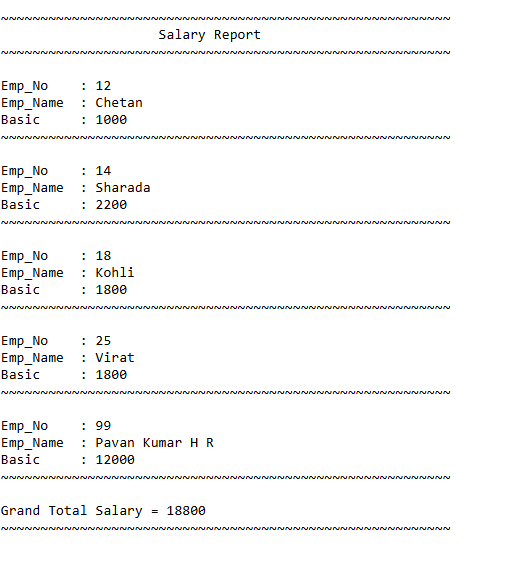 ~~~~~~~~~~~~~~~~~~~~~~~~~~~~~~~~~~~~~~~~~~~~~~~~~~~~~~~~~
Salary Report
~~~~~~~~~~~~~~~~~~~~~~~~~~~~~~~~~~~~~~~~~~~~~~~~~~~~~~~~~
Emp_No    : 12
Emp_Name  : Chetan
Basic     : 1000
~~~~~~~~~~~~~~~~~~~~~~~~~~~~~~~~~~~~~~~~~~~~~~~~~~~~~~~~~
Emp_No    : 14
Emp_Name  : Sharada
Basic     : 2200
~~~~~~~~~~~~~~~~~~~~~~~~~~~~~~~~~~~~~~~~~~~~~~~~~~~~~~~~~
Emp_No    : 18
Emp_Name  : Kohli
Basic     : 1800
~~~~~~~~~~~~~~~~~~~~~~~~~~~~~~~~~~~~~~~~~~~~~~~~~~~~~~~~~
Emp_No    : 25
Emp_Name  : Virat
Basic     : 1800
~~~~~~~~~~~~~~~~~~~~~~~~~~~~~~~~~~~~~~~~~~~~~~~~~~~~~~~~~
Emp_No    : 99
Emp_Name  : Pavan Kumar H R
Basic     : 12000
~~~~~~~~~~~~~~~~~~~~~~~~~~~~~~~~~~~~~~~~~~~~~~~~~~~~~~~~~
Grand Total Salary = 18800
~~~~~~~~~~~~~~~~~~~~~~~~~~~~~~~~~~~~~~~~~~~~~~~~~~~~~~~~~